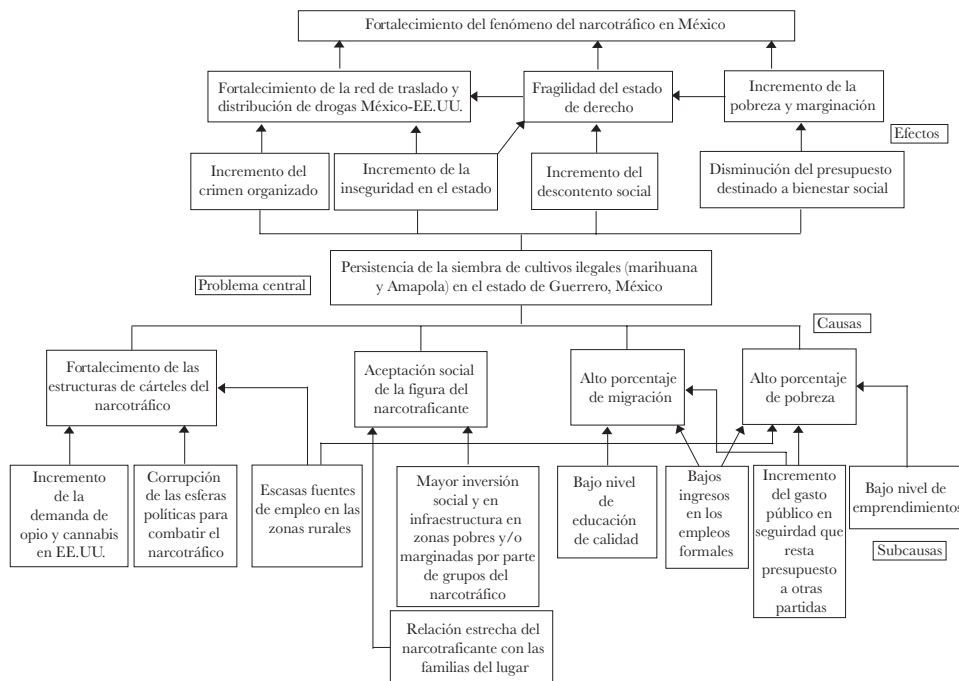 Fortalecimiento del fenómeno del narcotráfico en México
Fortalecimiento de la red de traslado y
distribución de drogas México-EE.UU.
Fragilidad del estado
de derecho
Incremento de la
pobreza y marginación
Efectos
Incremento del
crimen organizado
Incremento de la
inseguridad en el estado
Incremento del
descontento social
Disminución del presupuesto
destinado a bienestar social
Persistencia de la siembra de cultivos ilegales (marihuana
y Amapola) en el estado de Guerrero, México
Problema central
Causas
Fortalecimiento de las
estructuras de cárteles del
narcotráfico
Aceptación social
de la figura del
narcotraficante
Alto porcentaje
de migración
Alto porcentaje
de pobreza
Incremento
de la
demanda de
opio y cannabis
en EE.UU.
Corrupción
de las esferas
políticas para
combatir el
narcotráfico
Escasas fuentes
de empleo en las
zonas rurales
Mayor inversión
social y en
infraestructura en
zonas pobres y/o
marginadas por parte
de grupos del
narcotráfico
Bajo nivel
de
educación
de calidad
Bajos
ingresos
en los
empleos
formales
Incremento
del gasto
público en
seguirdad que
resta
presupuesto
a otras
partidas
Bajo nivel de
emprendimientos
Subcausas
Relación estrecha del
narcotraficante con las
familias del lugar